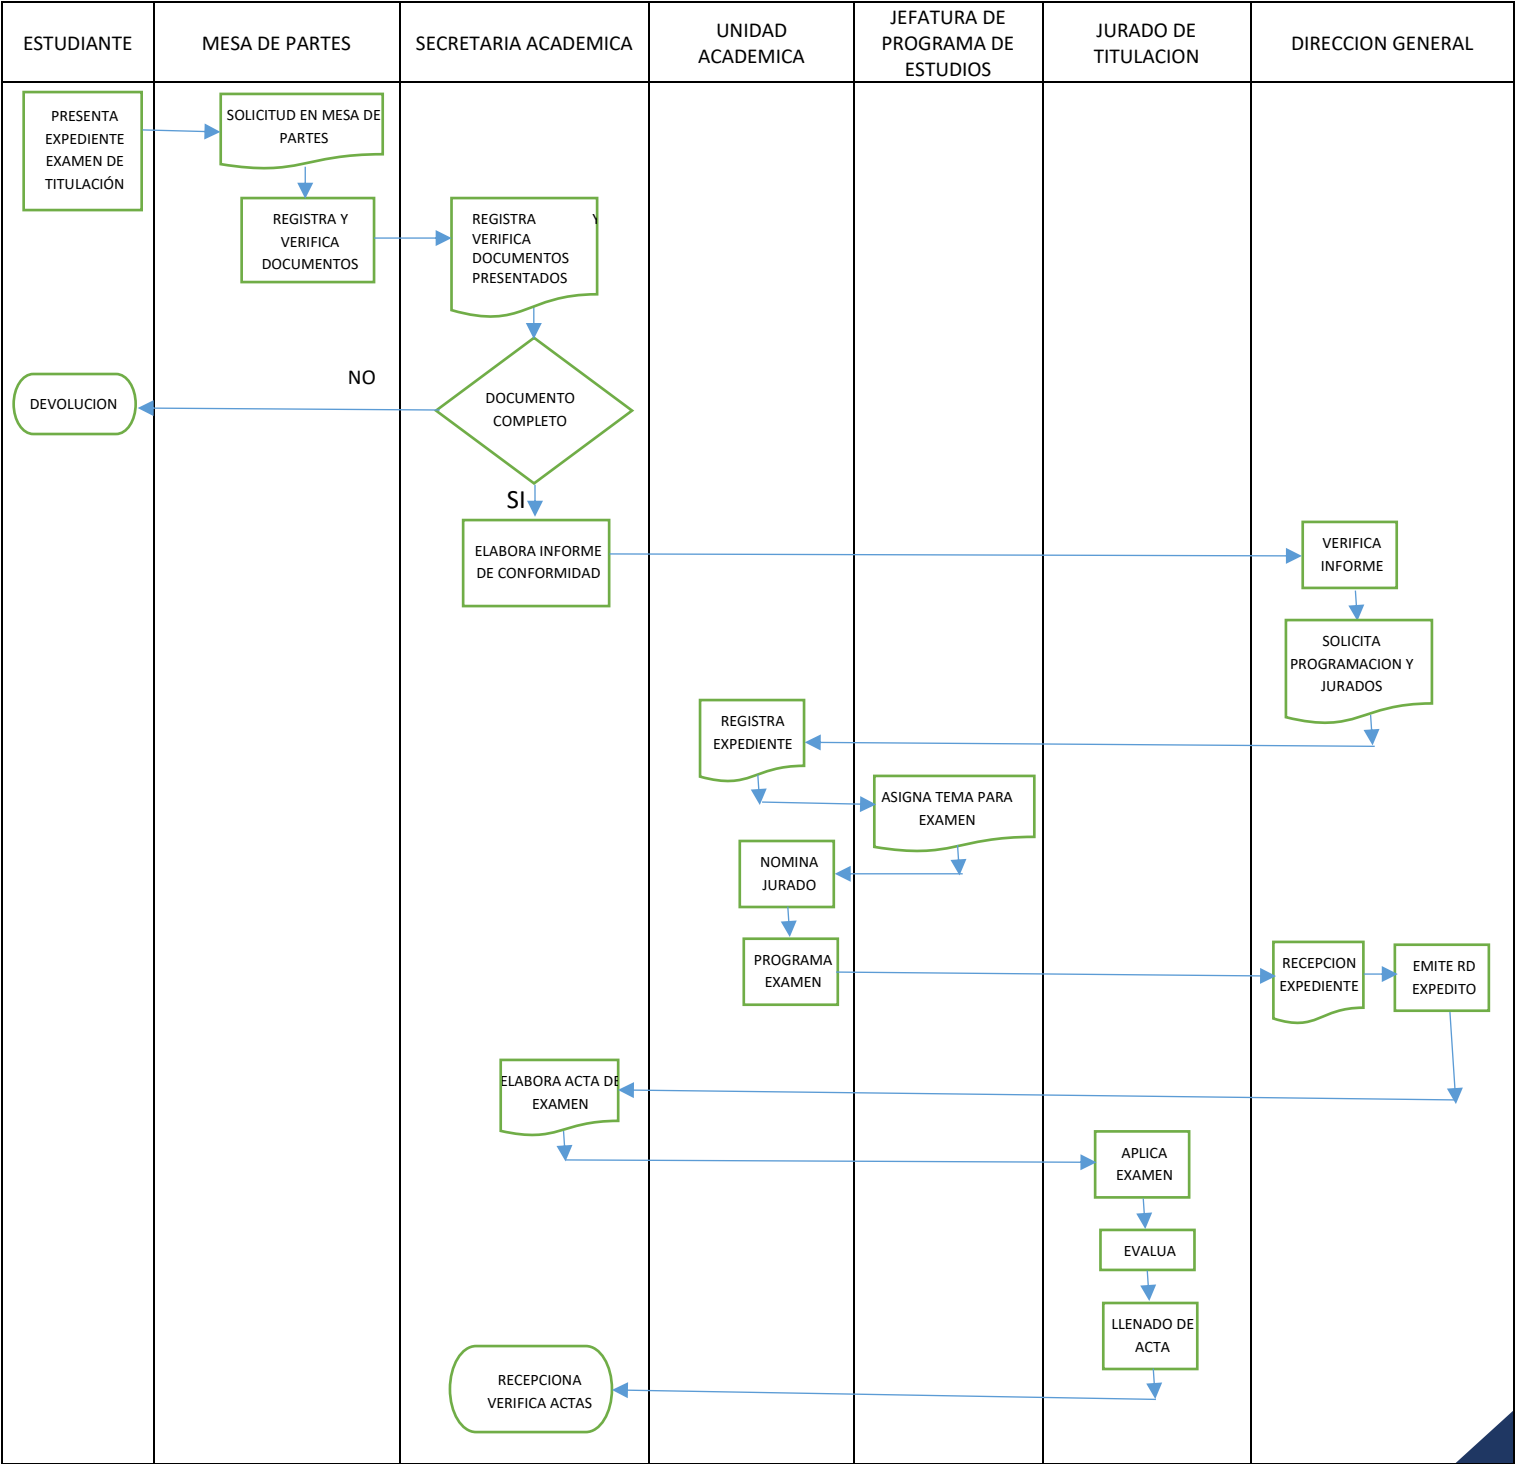 ESTUDIANTE
MESA DE PARTES
SECRETARIA ACADEMICA
UNIDAD
ACADEMICA
JEFATURA DE
PROGRAMA DE
ESTUDIOS
JURADO DE
TITULACION
DIRECCION GENERAL
PRESENTA
EXPEDIENTE
EXAMEN DE
TITULACIÓN
SOLICITUD EN MESA DE
PARTES
REGISTRA Y
VERIFICA
DOCUMENTOS
REGISTRA Y
VERIFICA
DOCUMENTOS
PRESENTADOS
NO
DEVOLUCION
DOCUMENTO
COMPLETO
SI
ELABORA INFORME
DE CONFORMIDAD
VERIFICA
INFORME
SOLICITA
PROGRAMACION Y
JURADOS
REGISTRA
EXPEDIENTE
ASIGNA TEMA PARA
EXAMEN
NOMINA
JURADO
PROGRAMA
EXAMEN
RECEPCION
EXPEDIENTE
EMITE RD
EXPEDITO
ELABORA ACTA DE
EXAMEN
APLICA
EXAMEN
EVALUA
LLENADO DE
ACTA
RECEPCIONA
VERIFICA ACTAS